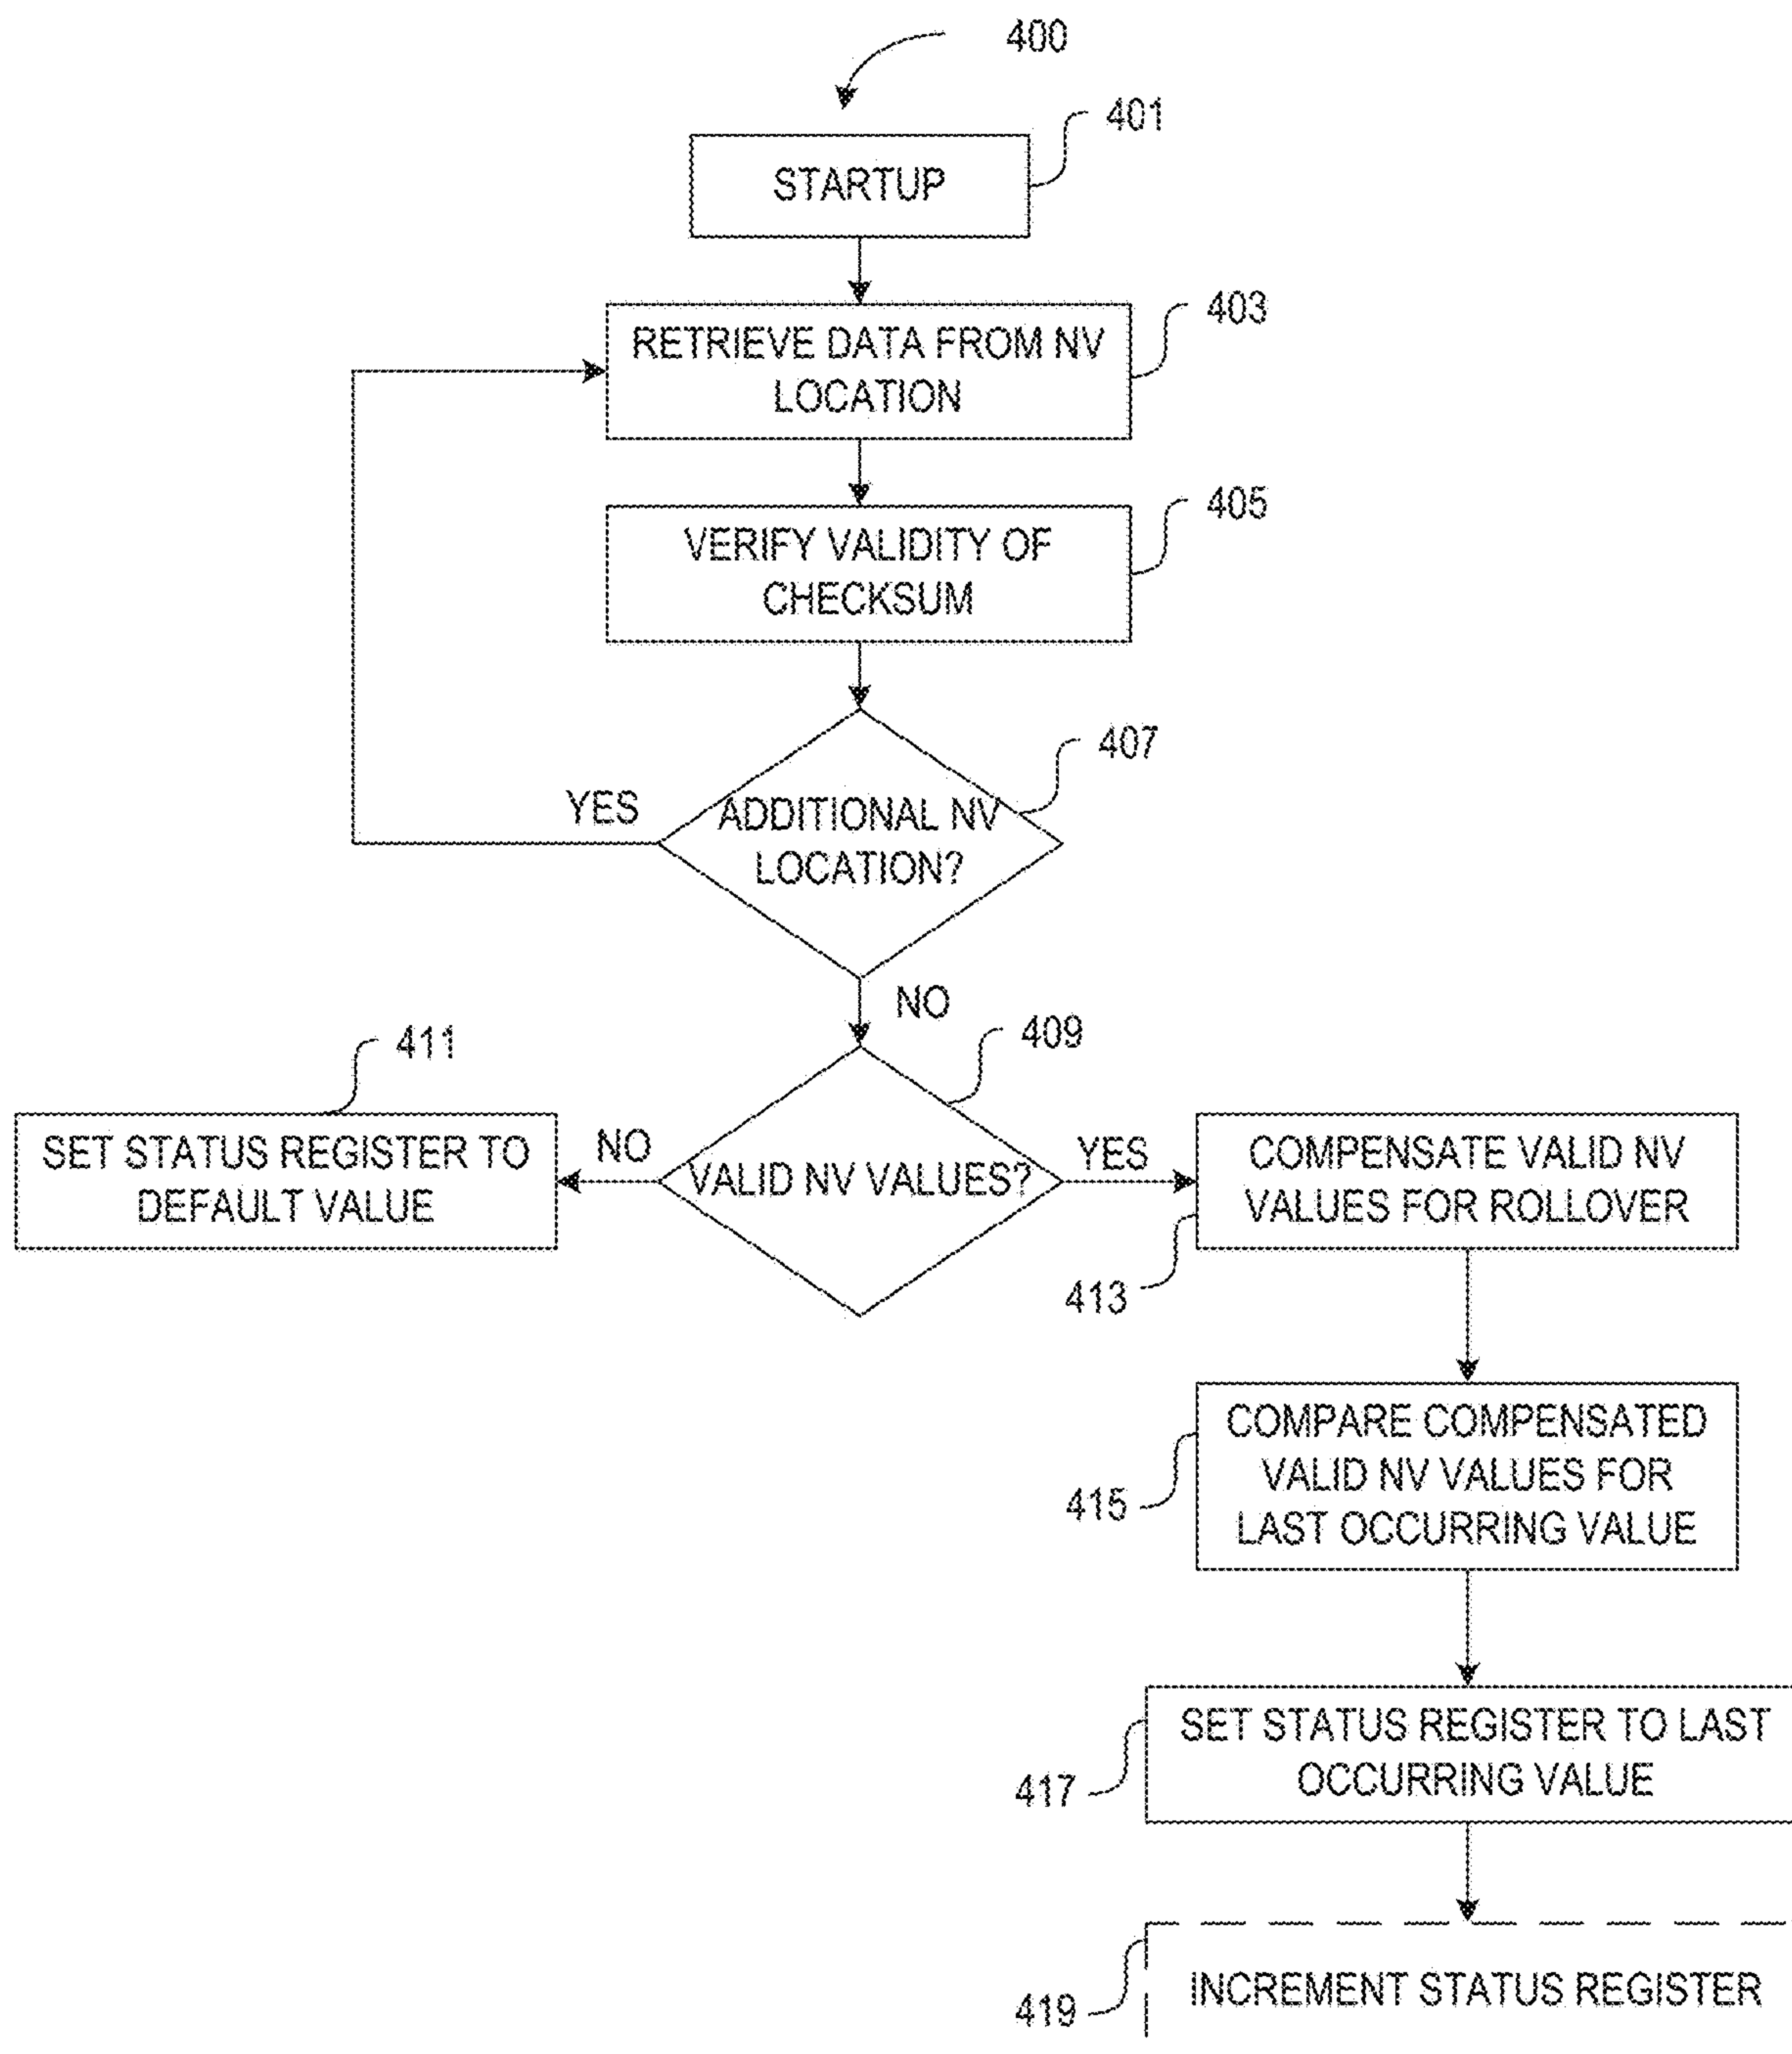 400
401
STARTUP
403
RETRIEVE DATA FROM NV
LOCATION
405
VERIFY VALIDITY OF
CHECKSUM
407
YES
ADDITIONAL NV
LOCATION?
NO
409
411
SET STATUS REGISTER TO
DEFAULT VALUE
NO
VALID NV VALUES?
YES
COMPENSATE VALID NV
VALUES FOR ROLLOVER
413
COMPARE COMPENSATED
VALID NV VALUES FOR
LAST OCCURRING VALUE
415
SET STATUS REGISTER TO LAST
OCCURRING VALUE
417
INCREMENT STATUS REGISTER
419